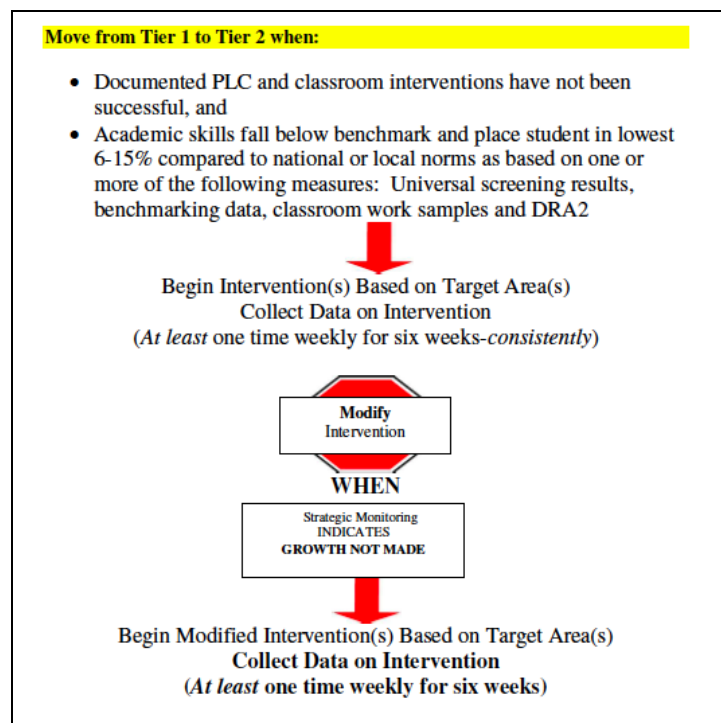 Move from Tier 1 to Tier 2 when:
• Documented PLC and classroom interventions have not been
successful, and
• Academic skills fall below benchmark and place student in lowest
6-15% compared to national or local norms as based on one or
more of the following measures: Universal screening results,
benchmarking data, classroom work samples and DRA2
Begin Intervention(s) Based on Target Area(s)
Collect Data on Intervention
(At least one time weekly for six weeks-consistently)
Modify
Intervention
WHEN
Strategic Monitoring
INDICATES
GROWTH NOT MADE
Begin Modified Intervention(s) Based on Target Area(s)
Collect Data on Intervention
(At least one time weekly for six weeks)